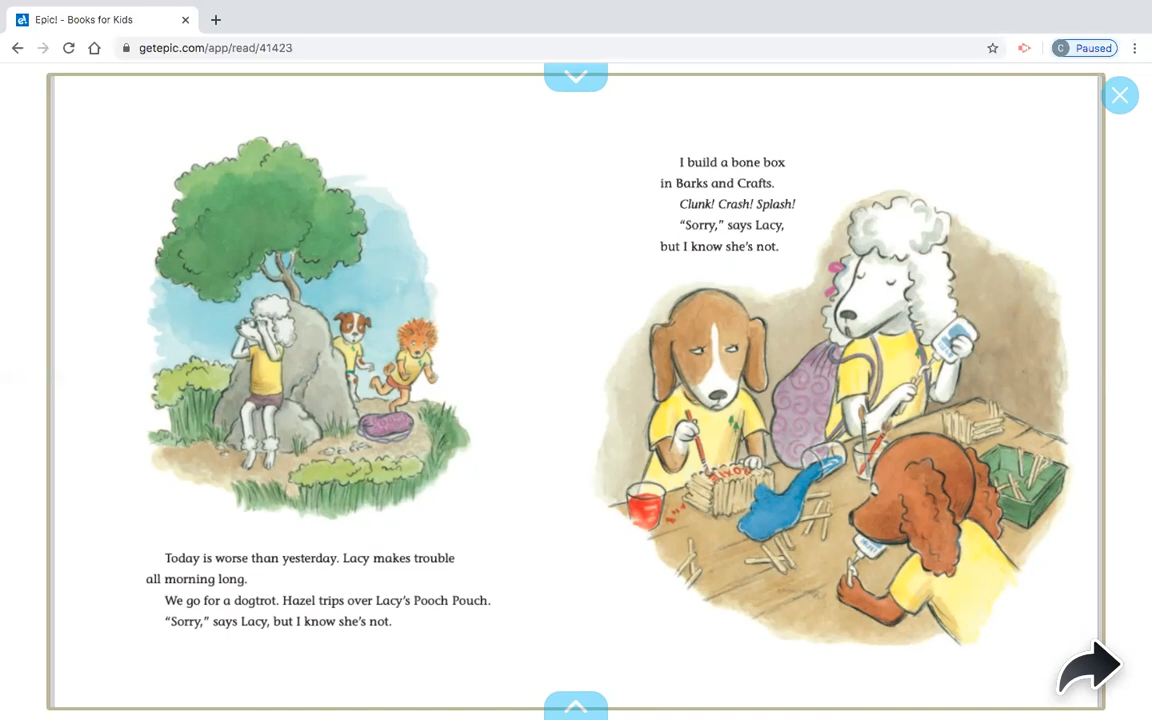 Epic! - Books for Kids
getepic.com/app/read/41423
C Paused
Today is worse than yesterday. Lacy makes trouble
all morning long.
We go for a dogtrot. Hazel trips over Lacy's Pooch Pouch.
"Sorry," says Lacy, but I know she's not.
I build a bone box
in Barks and Crafts.
Clunk! Crash! Splash!
"Sorry," says Lacy,
but I know she's not.